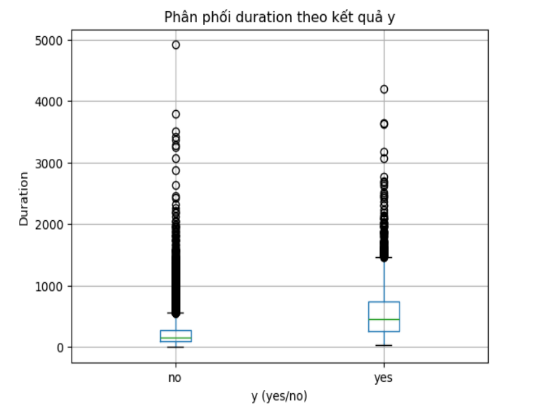 Phân phối duration theo kết quả y
5000
4000
3000
2000
1000
0
Duration
no
yes
y (yes/no)